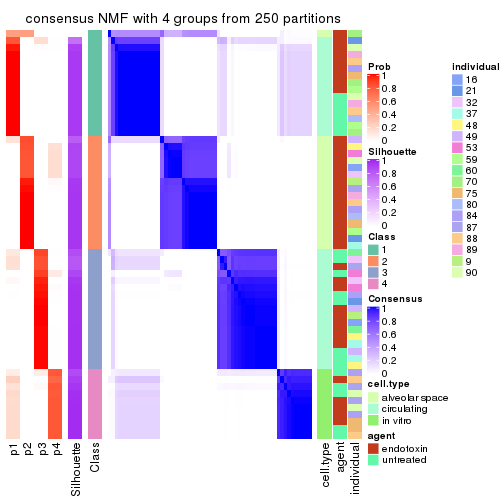 consensus NMF with 4 groups from 250 partitions
Prob
1
0.8
0.6
0.4
0.2
0
Silhouette
1
0.8
0.6
0.4
0.2
0
Class
1
2
3
4
Consensus
1
0.8
0.6
0.4
0.2
0
cell.type
alveolar space
circulating
in vitro
agent
endotoxin
untreated
individual
16
21
32
37
48
49
53
59
60
70
75
80
84
87
88
89
9
90
p1
p2
p3
p4
Silhouette
Class
cell.type
agent
individual